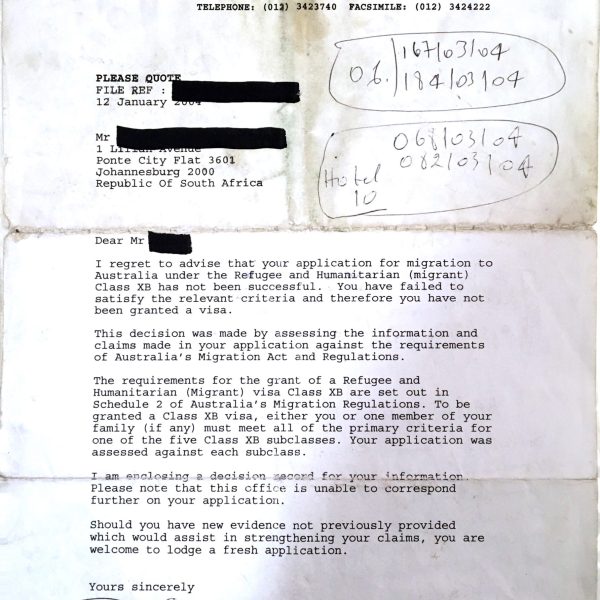 TELEPHONE: (012) 3423740 FACSIMILE: (012) 3424222
167/03/04
O.B. 184/03/04
PLEASE QUOTE
FILE REF :
12 January 2004
068/03/04
082/03/04
Hotel
10
Mr
1 Lilian Avenue
Ponte City Flat 3601
Johannesburg 2000
Republic Of South Africa
Dear Mr
I regret to advise that your application for migration to
Australia under the Refugee and Humanitarian (migrant)
Class XB has not been successful. You have failed to
satisfy the relevant criteria and therefore you have not
been granted a visa.
This decision was made by assessing the information and
claims made in your application against the requirements
of Australia's Migration Act and Regulations.
The requirements for the grant of a Refugee and
Humanitarian (Migrant) visa Class XB are set out in
Schedule 2 of Australia's Migration Regulations. To be
granted a Class XB visa, either you or one member of your
family (if any) must meet all of the primary criteria for
one of the five Class XB subclasses. Your application was
assessed against each subclass.
I am enclosing a decision record for your information.
Please note that this office is unable to correspond
further on your application.
Should you have new evidence not previously provided
which would assist in strengthening your claims, you are
welcome to lodge a fresh application.
Yours sincerely